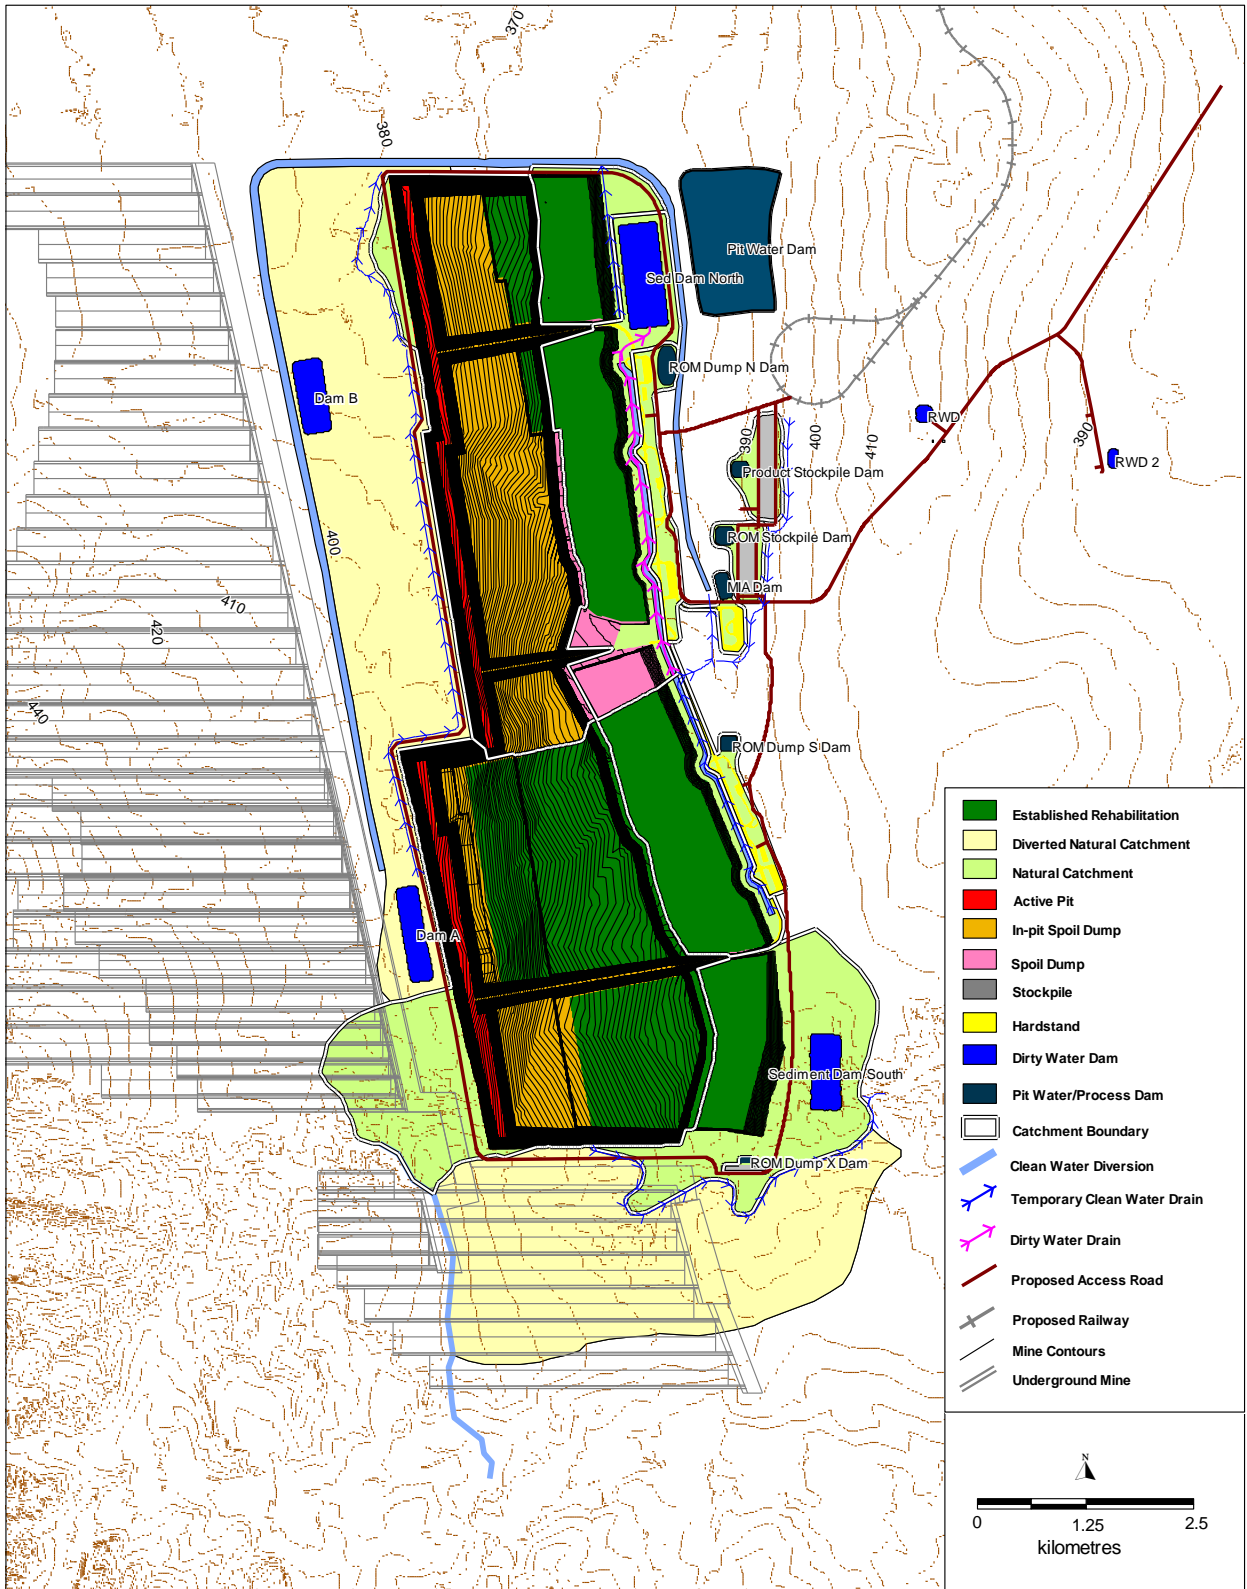 370
380
Pit Water Dam
Sed Dam North
ROM Dump N Dam
Dam B
RWD
390
400
410
390
RWD 2
Product Stockpile Dam
ROM Stockpile Dam
400
MIA Dam
410
420
440
ROM Dump S Dam
Dam A
Sediment Dam South
ROM Dump X Dam
Established Rehabilitation
Diverted Natural Catchment
Natural Catchment
Active Pit
In-pit Spoil Dump
Spoil Dump
Stockpile
Hardstand
Dirty Water Dam
Pit Water/Process Dam
Catchment Boundary
Clean Water Diversion
Temporary Clean Water Drain
Dirty Water Drain
Proposed Access Road
Proposed Railway
Mine Contours
Underground Mine
N
0 1.25 2.5
kilometres